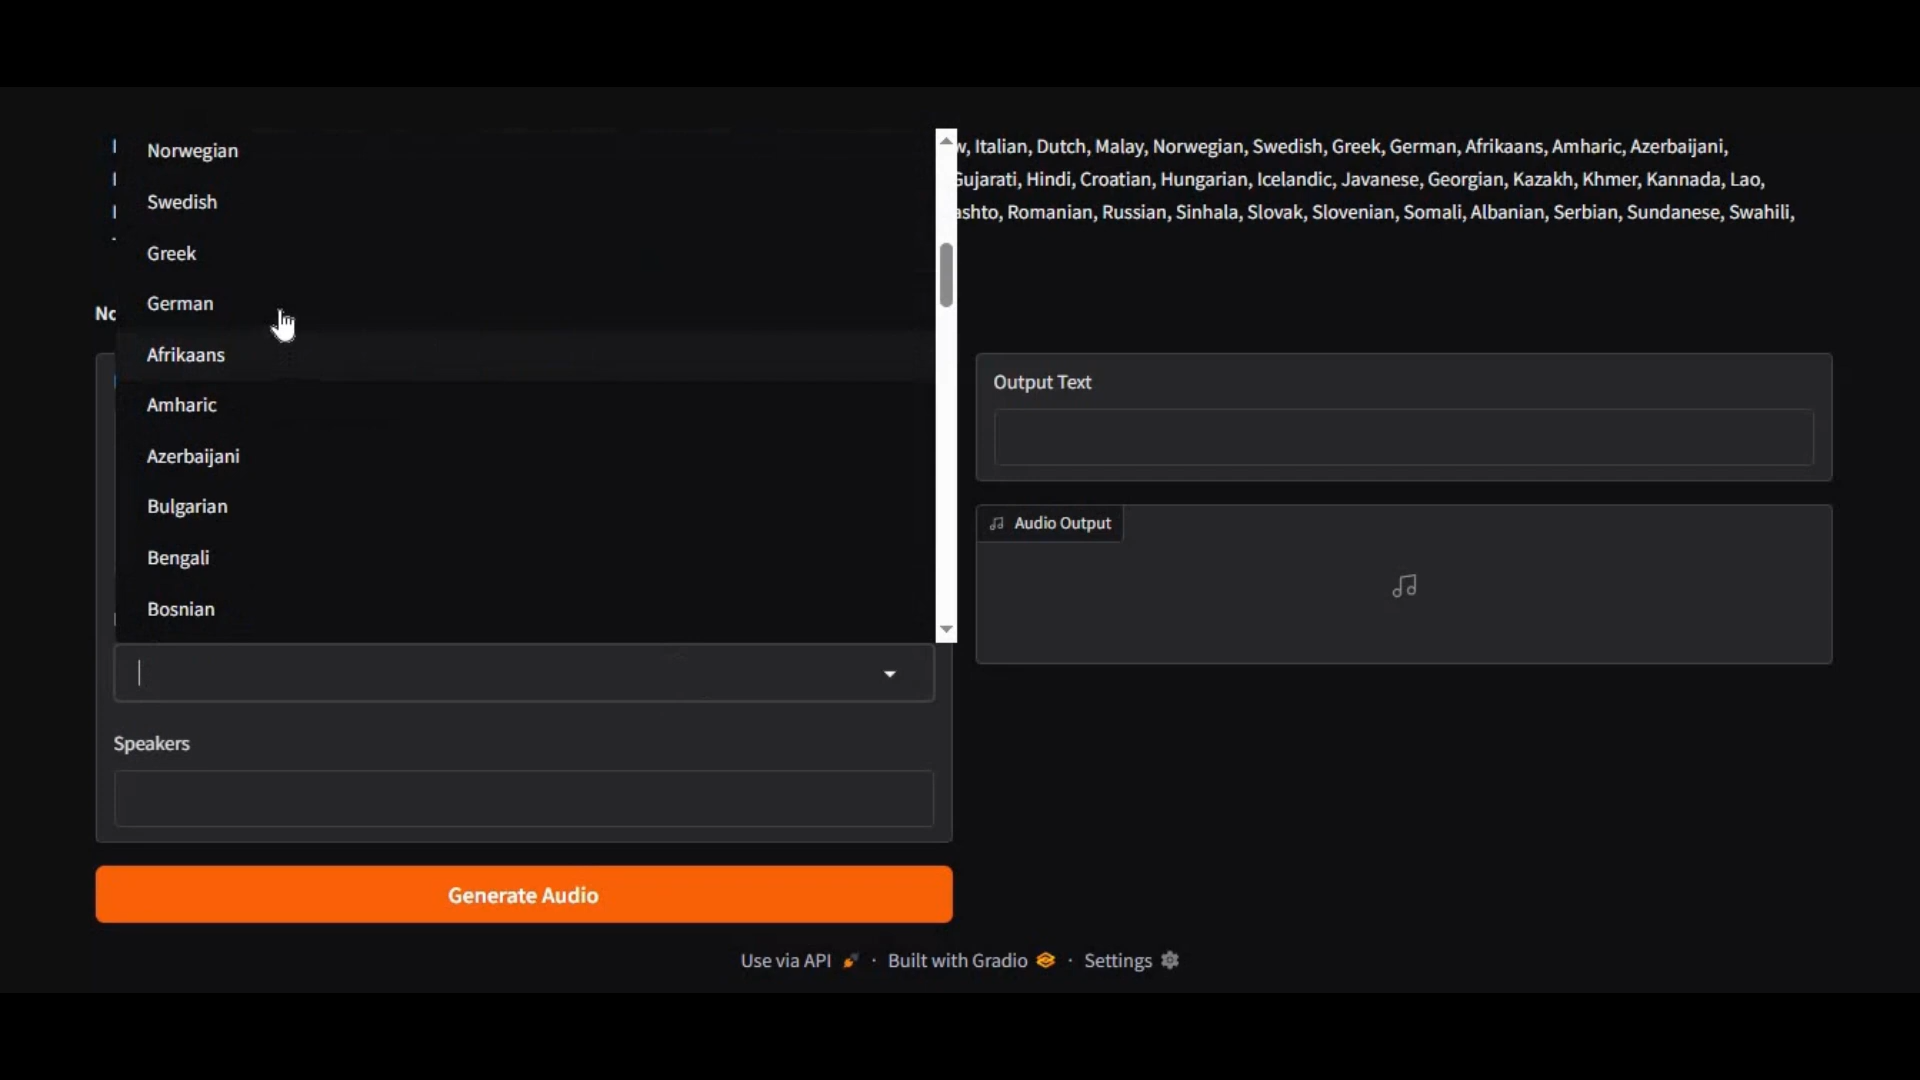 Norwegian
Swedish
Greek
German
Afrikaans
Amharic
Azerbaijani
Bulgarian
Bengali
Bosnian
Italian, Dutch, Malay, Norwegian, Swedish, Greek, German, Afrikaans, Amharic, Azerbaijani,
Gujarati, Hindi, Croatian, Hungarian, Icelandic, Javanese, Georgian, Kazakh, Khmer, Kannada, Lao,
ashto, Romanian, Russian, Sinhala, Slovak, Slovenian, Somali, Albanian, Serbian, Sundanese, Swahili,
Speakers
Generate Audio
Output Text
Audio Output
Use via API · Built with Gradio · Settings